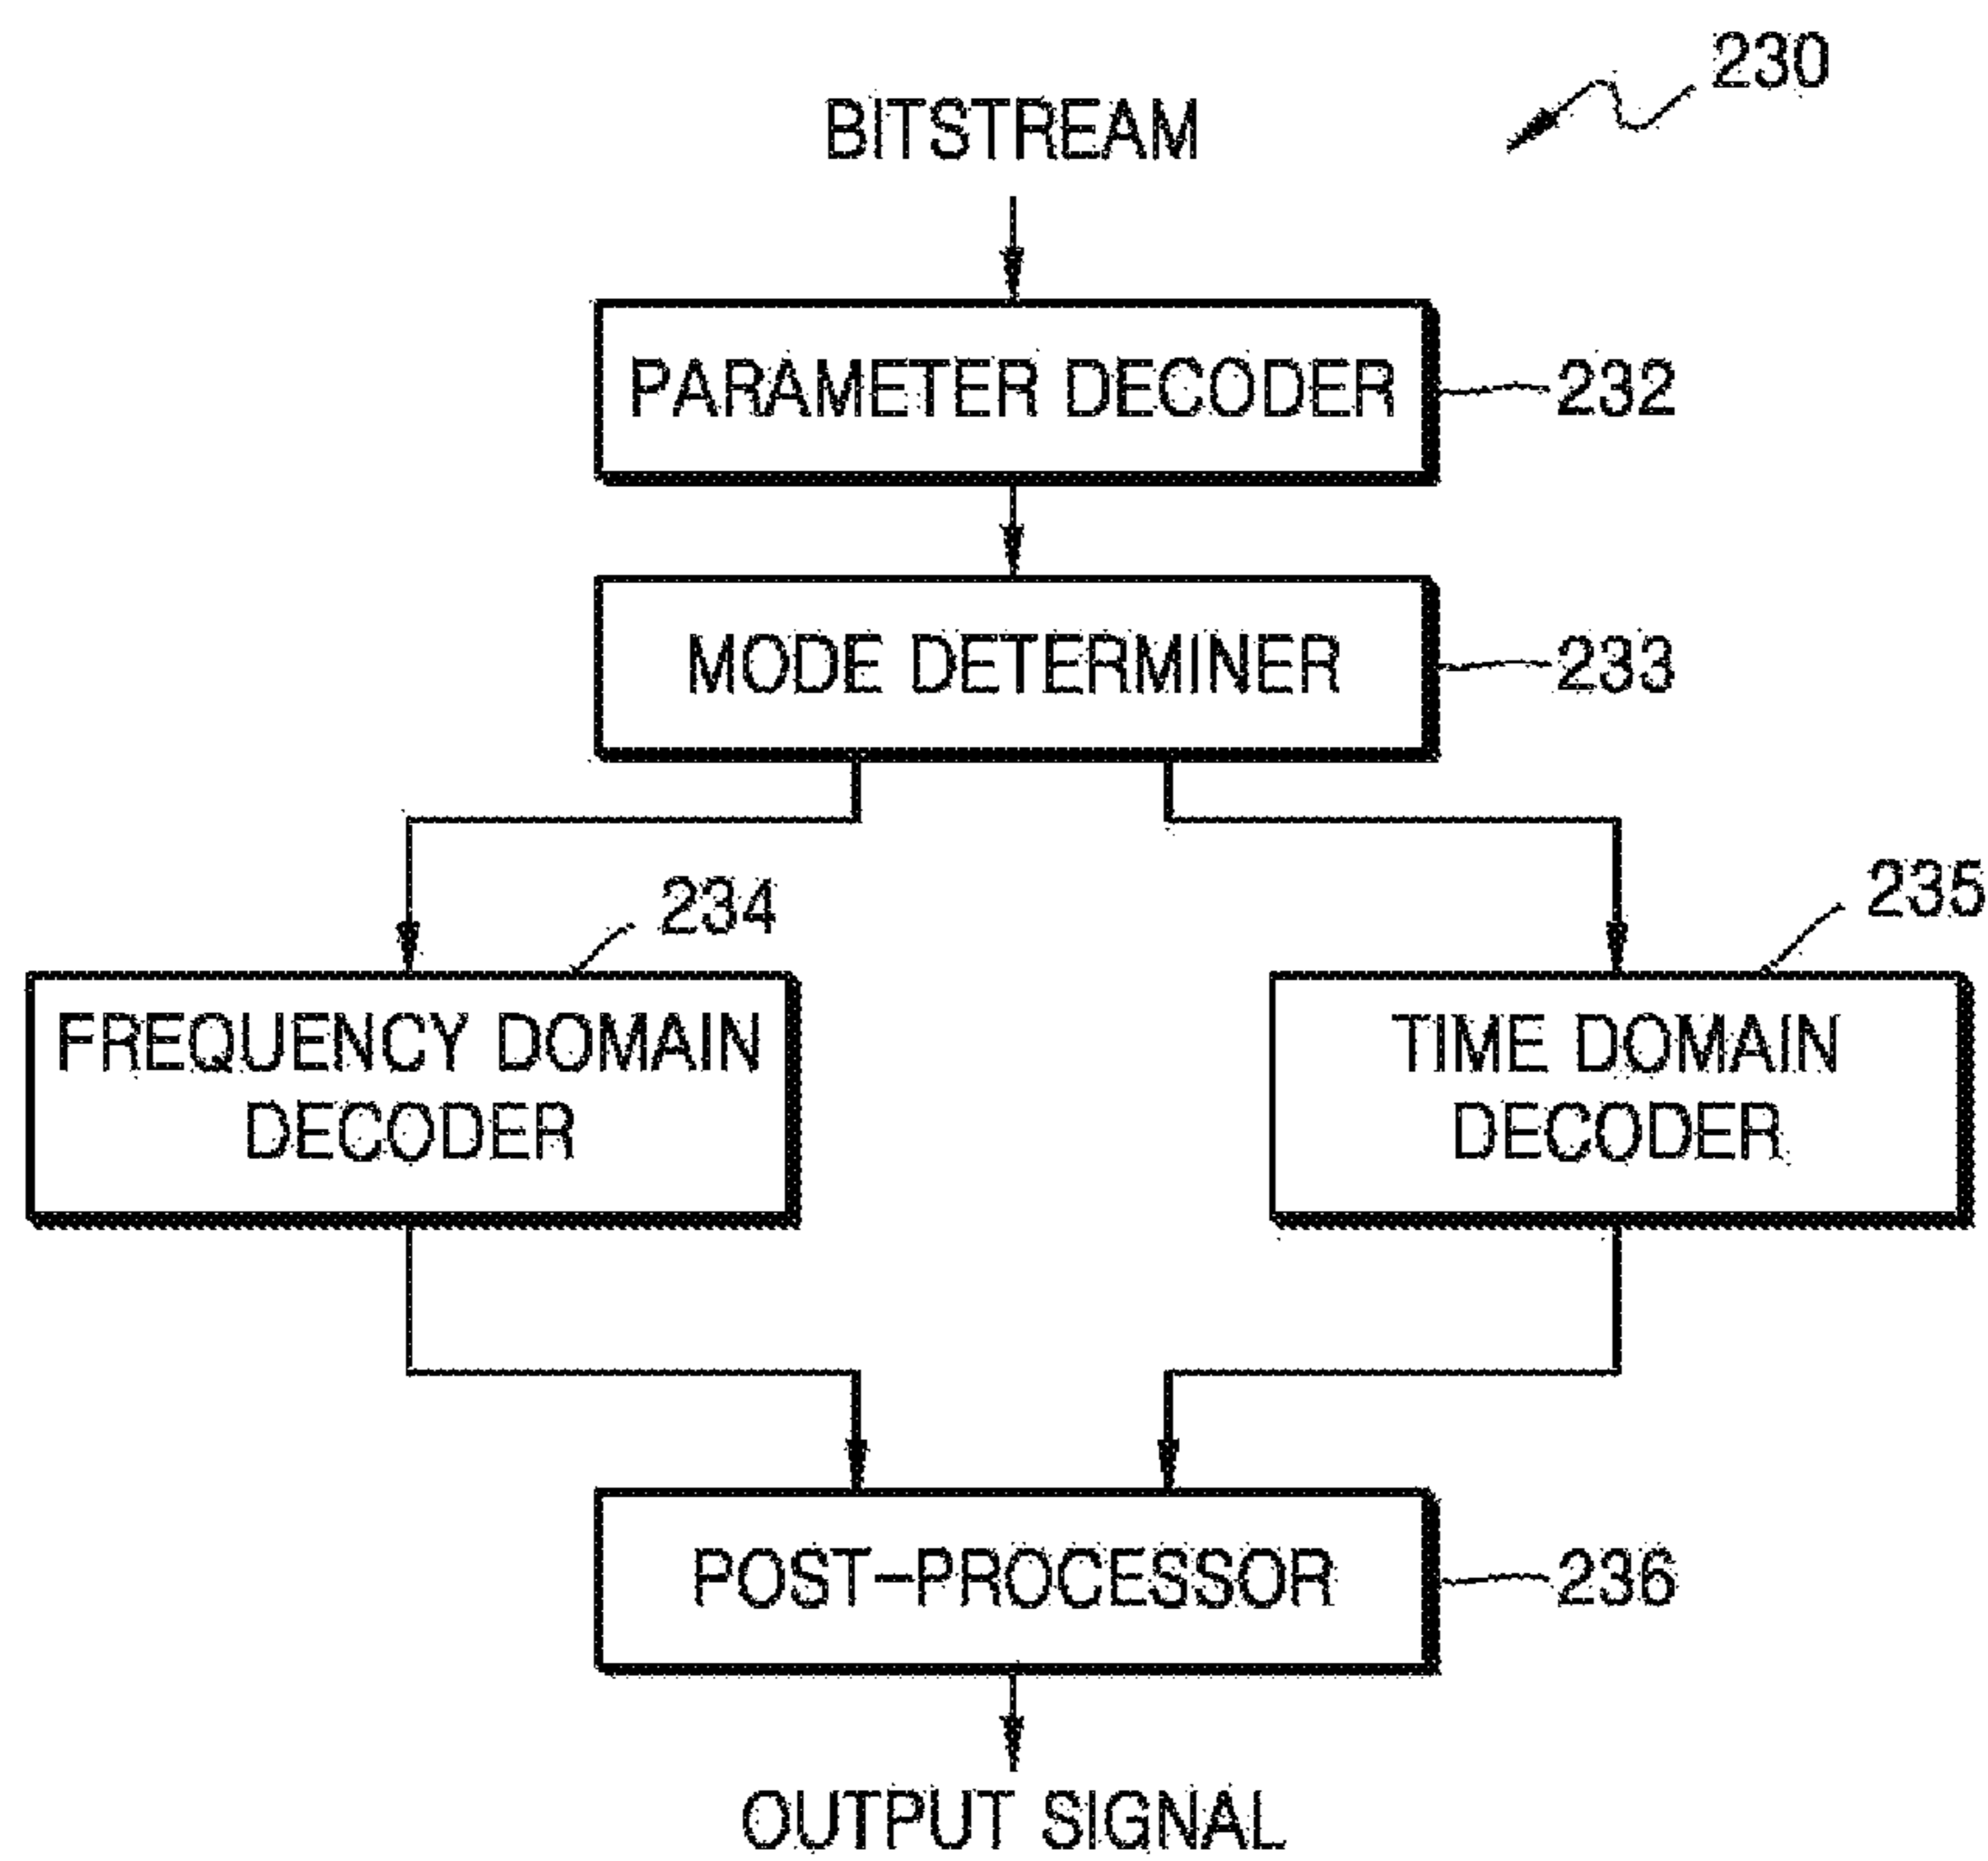 230
BITSTREAM
PARAMETER DECODER
232
MODE DETERMINER
233
234
235
FREQUENCY DOMAIN
DECODER
TIME DOMAIN
DECODER
POST-PROCESSOR
236
OUTPUT SIGNAL